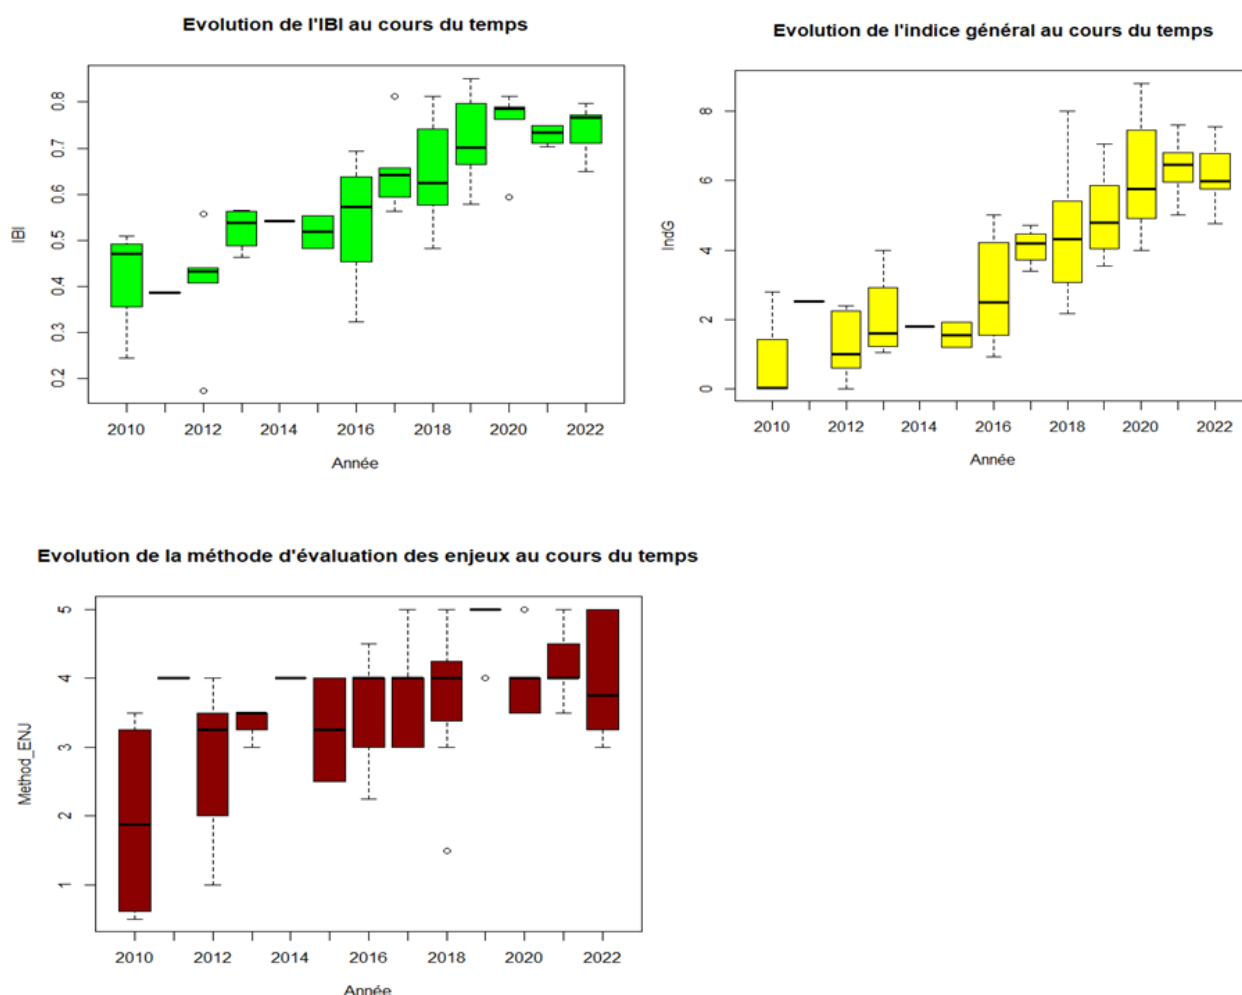 Evolution de l'IBI au cours du temps
IBI
0.8
0.7
0.6
0.5
0.4
0.3
0.2
2010 2012 2014 2016 2018 2020 2022
Année
Evolution de l'indice général au cours du temps
IndG
8
6
4
2
0
2010 2012 2014 2016 2018 2020 2022
Année
Evolution de la méthode d'évaluation des enjeux au cours du temps
Method_ENJ
5
4
3
2
1
2010 2012 2014 2016 2018 2020 2022
Année